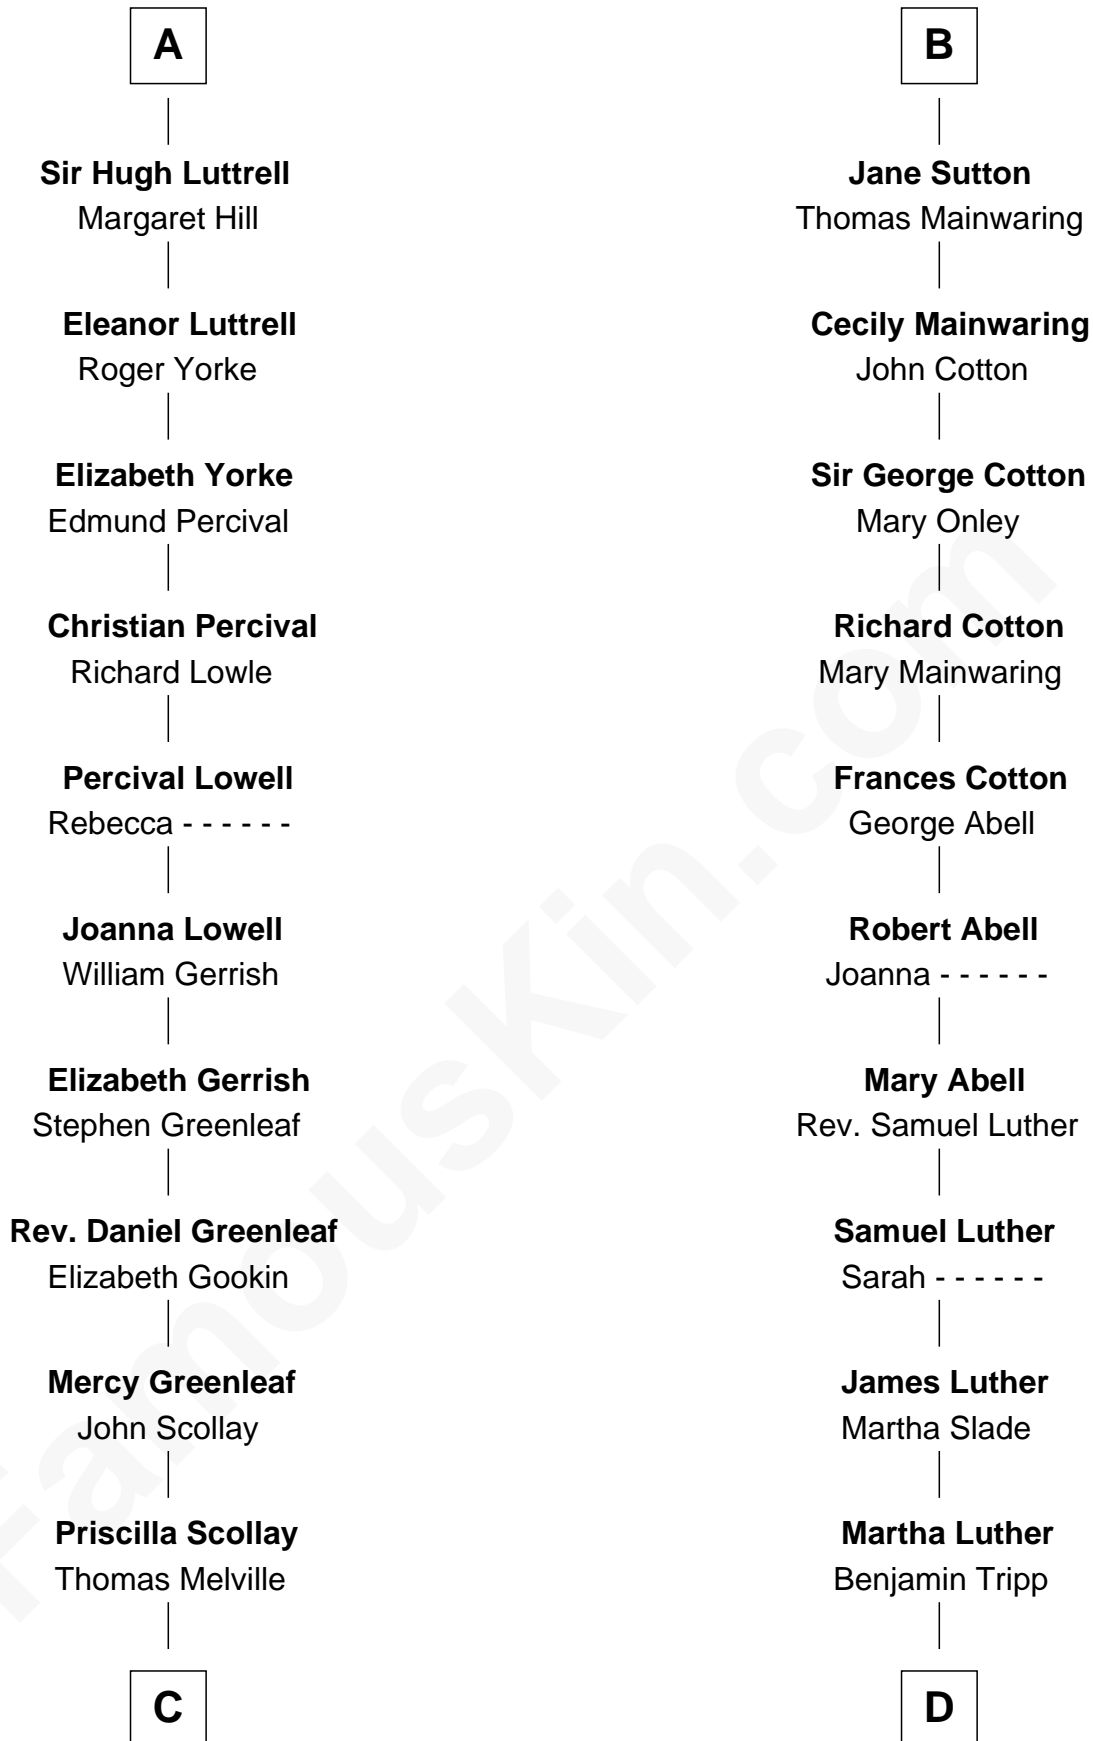 A
Sir Hugh Luttrell
Margaret Hill
Eleanor Luttrell
Roger Yorke
Elizabeth Yorke
Edmund Percival
Christian Percival
Richard Lowle
Percival Lowell
Rebecca - - - - - -
Joanna Lowell
William Gerrish
Elizabeth Gerrish
Stephen Greenleaf
Rev. Daniel Greenleaf
Elizabeth Gookin
Mercy Greenleaf
John Scollay
Priscilla Scollay
Thomas Melville
C
B
Jane Sutton
Thomas Mainwaring
Cecily Mainwaring
John Cotton
Sir George Cotton
Mary Onley
Richard Cotton
Mary Mainwaring
Frances Cotton
George Abell
Robert Abell
Joanna - - - - - -
Mary Abell
Rev. Samuel Luther
Samuel Luther
Sarah - - - - - -
James Luther
Martha Slade
Martha Luther
Benjamin Tripp
D
FamousKin.com